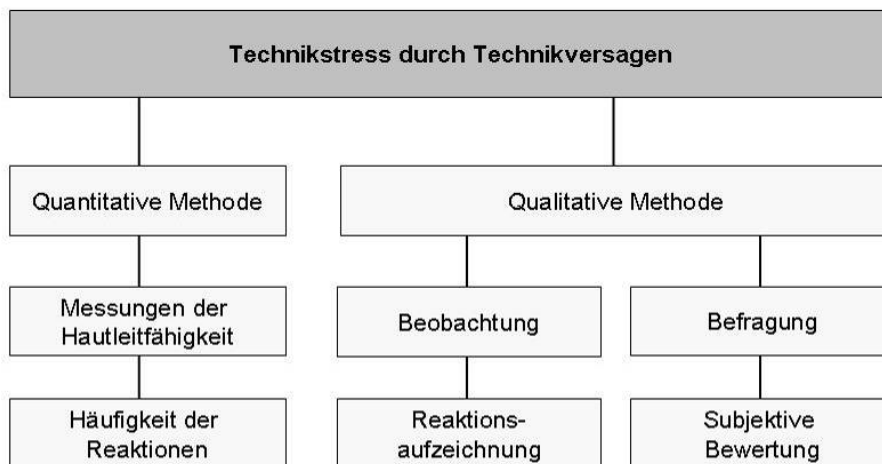 Technikstress durch Technikversagen
Quantitative Methode
Qualitative Methode
Messungen der
Hautleitfähigkeit
Beobachtung
Befragung
Häufigkeit der
Reaktionen
Reaktions-
aufzeichnung
Subjektive
Bewertung